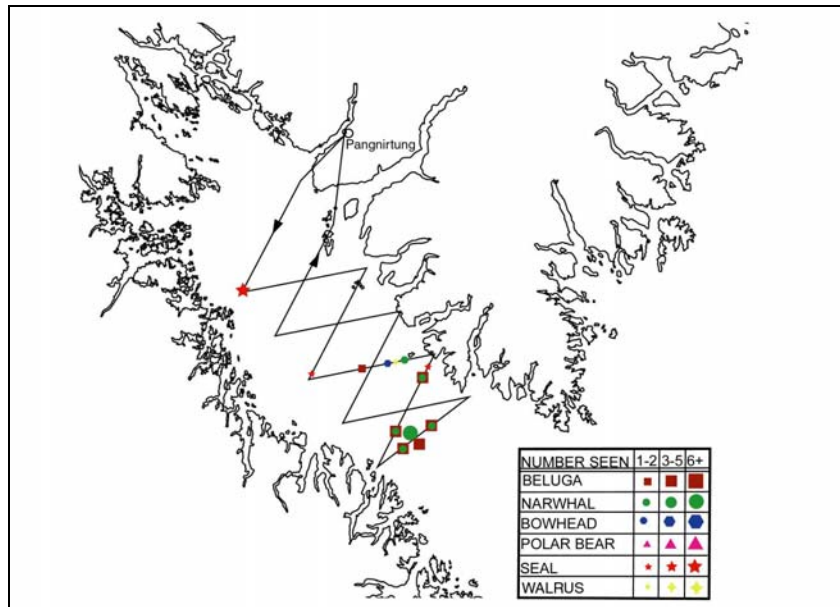 Pangnirtung
NUMBER SEEN 1-2 3-5 6+
BELUGA
NARWHAL
BOWHEAD
POLAR BEAR
SEAL
WALRUS